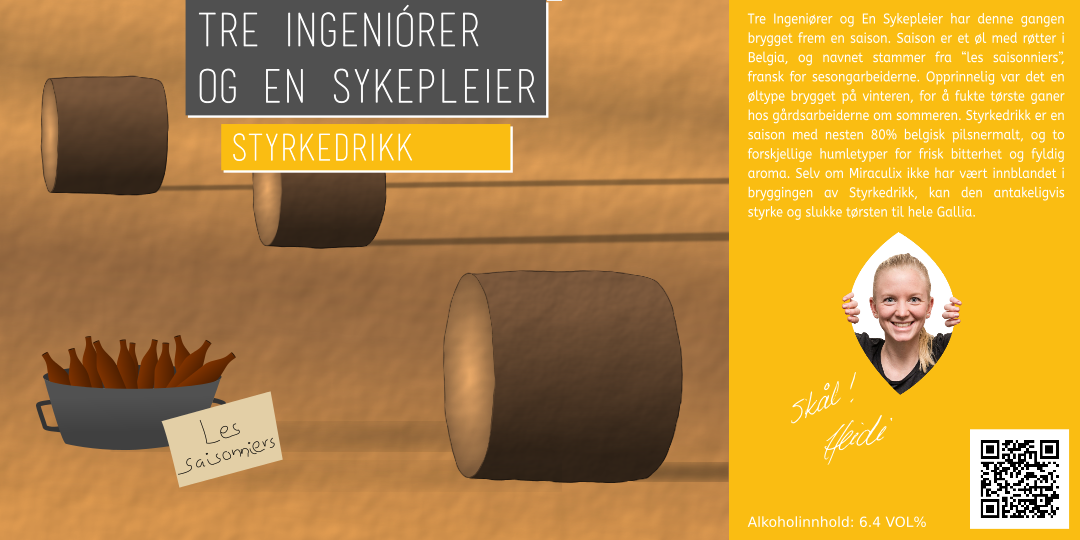 TRE INGENIÓRER
OG EN SYKEPLEIER
STYRKEDRIKK
Les
saisonniers
Tre Ingeniører og En Sykepleier har denne gangen
brygget frem en saison. Saison er et øl med røtter i
Belgia, og navnet stammer fra "les saisonniers",
fransk for sesongarbeiderne. Opprinnelig var det en
øltype brygget på vinteren, for å fukte tørste ganer
hos gårdsarbeiderne om sommeren. Styrkedrikk er en
saison med nesten 80% belgisk pilsnermalt, og to
forskjellige humletyper for frisk bitterhet og fyldig
aroma. Selv om Miraculix ikke har vært innblandet i
bryggingen av Styrkedrikk, kan den antakeligvis
styrke og slukke tørsten til hele Gallia.
Skål !
Heidi
Alkoholinnhold: 6.4 VOL%